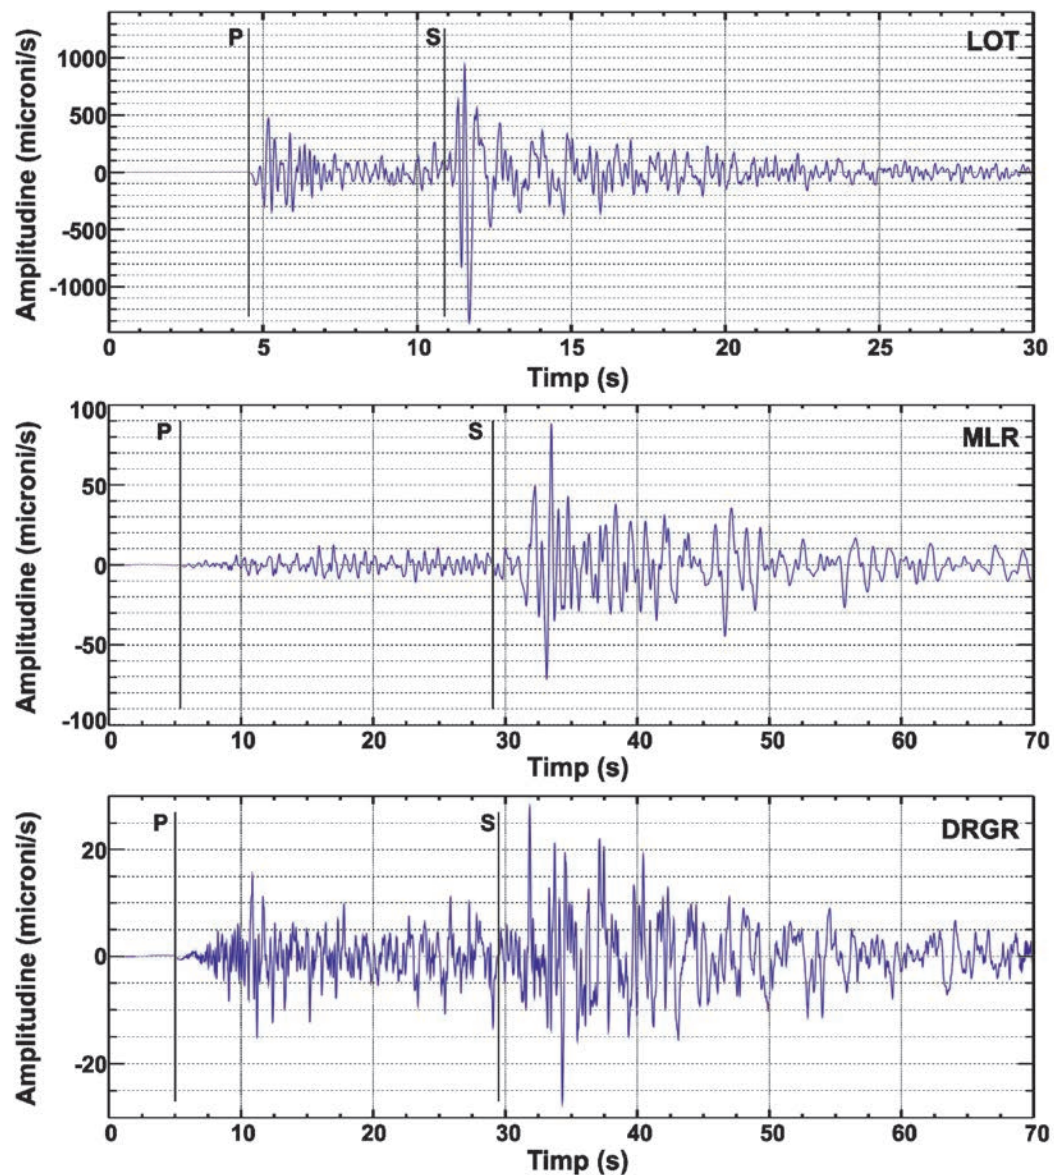 P S LOT
1000
500
0
-500
-1000
Amplitudine (microni/s)
0 5 10 15 20 25 30
Timp (s)
P S MLR
100
50
0
-50
-100
Amplitudine (microni/s)
0 10 20 30 40 50 60 70
Timp (s)
P S DRGR
20
0
-20
Amplitudine (microni/s)
0 10 20 30 40 50 60 70
Timp (s)